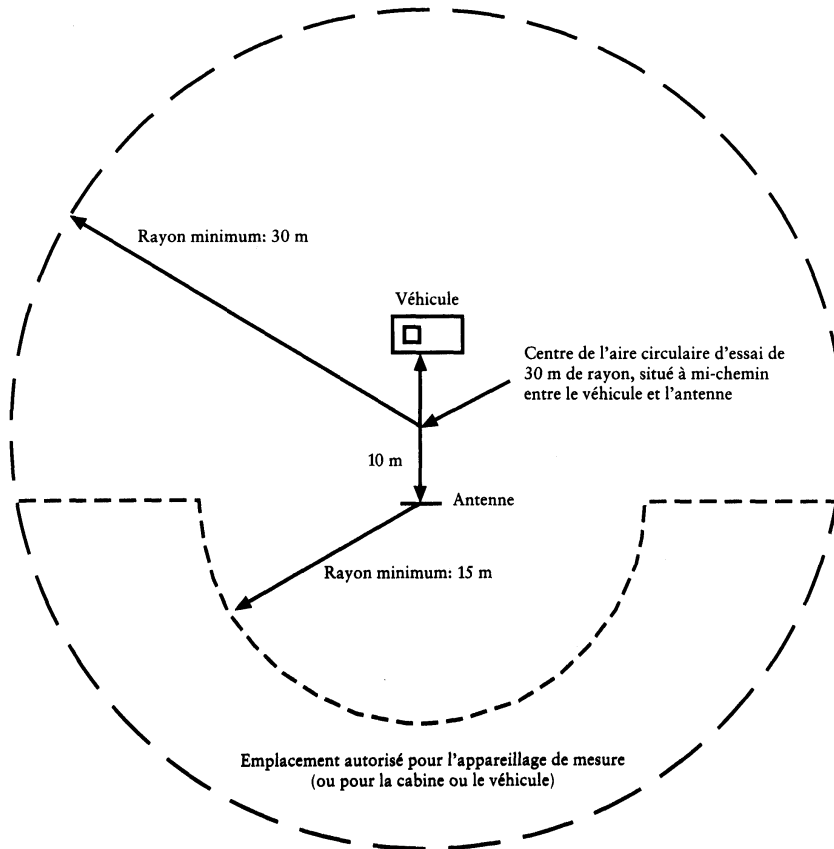 Rayon minimum: 30 m
Véhicule
Centre de l'aire circulaire d'essai de
30 m de rayon, situé à mi-chemin
entre le véhicule et l'antenne
10 m
Antenne
Rayon minimum: 15 m
Emplacement autorisé pour l'appareillage de mesure
(ou pour la cabine ou le véhicule)